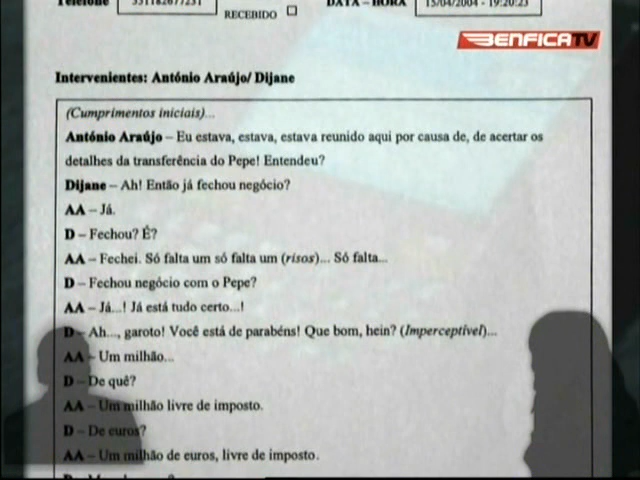 Telefone 351182677231 RECEBIDO DATA – HORA 15/04/2004 - 19:20:23
BENFICA TV
Intervenientes: António Araújo/ Dijane
(Cumprimentos iniciais)...
António Araújo – Eu estava, estava, estava reunido aqui por causa de, de acertar os
detalhes da transferência do Pepe! Entendeu?
Dijane – Ah! Então já fechou negócio?
AA – Já.
D – Fechou? É?
AA – Fechei. Só falta um só falta um (risos)... Só falta...
D – Fechou negócio com o Pepe?
AA – Já...! Já está tudo certo...!
D – Ah..., garoto! Você está de parabéns! Que bom, hein? (Imperceptível)...
AA – Um milhão...
D – De quê?
AA – Um milhão livre de imposto.
D – De euros?
AA – Um milhão de euros, livre de imposto.